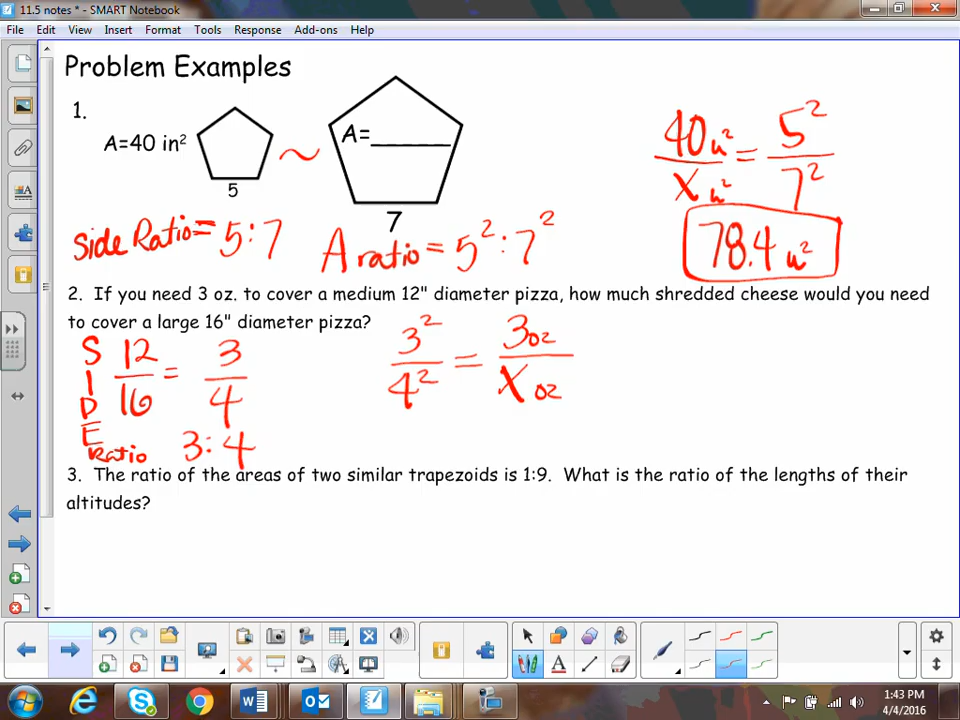 11.5 notes * - SMART Notebook
File Edit View Insert Format Tools Response Add-ons Help
Problem Examples
1.
A=40 in²
5
~
A=______
7
40u²/x u² = 5²/7²
78.4 u²
Side Ratio = 5:7
A ratio = 5² : 7²
2. If you need 3 oz. to cover a medium 12" diameter pizza, how much shredded cheese would you need
to cover a large 16" diameter pizza?
SIDE Ratio
12/16 = 3/4
3:4
3²/4² = 3oz/x oz
3. The ratio of the areas of two similar trapezoids is 1:9. What is the ratio of the lengths of their
altitudes?
1:43 PM
4/4/2016